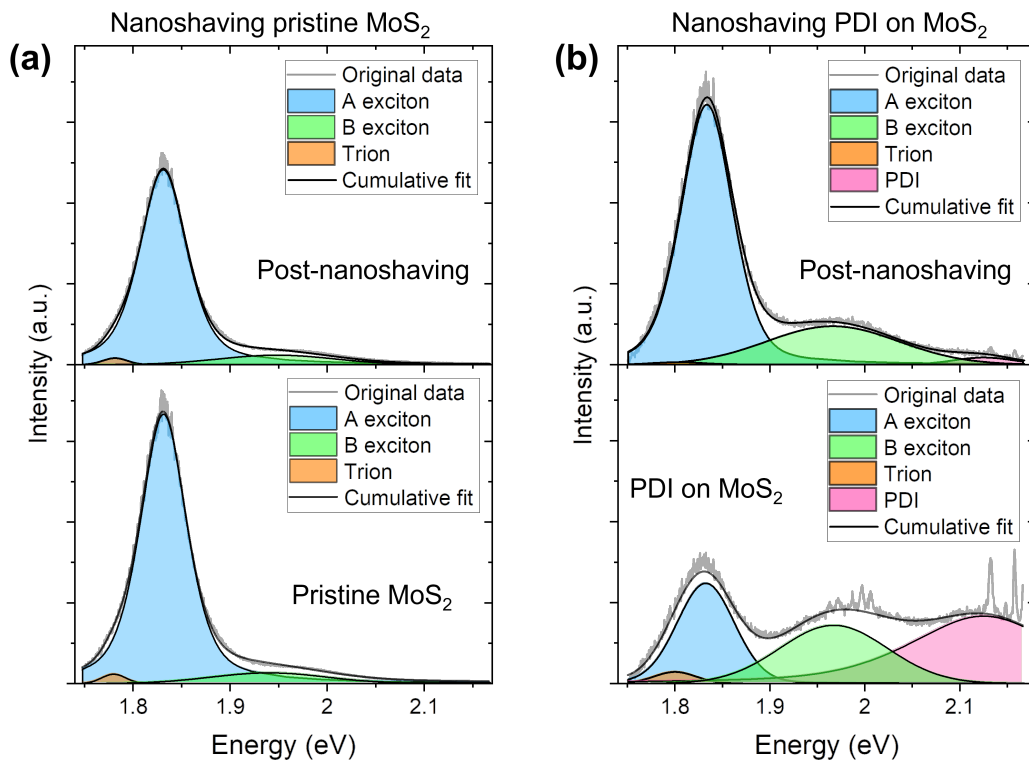 Nanoshaving pristine MoS₂
(a)
Original data
A exciton
B exciton
Trion
Cumulative fit
Post-nanoshaving
Original data
A exciton
B exciton
Trion
Cumulative fit
Pristine MoS₂
Intensity (a.u.)
1.8 1.9 2 2.1
Energy (eV)
Nanoshaving PDI on MoS₂
(b)
Original data
A exciton
B exciton
Trion
PDI
Cumulative fit
Post-nanoshaving
Original data
A exciton
B exciton
Trion
PDI
Cumulative fit
PDI on MoS₂
Intensity (a.u.)
1.8 1.9 2 2.1
Energy (eV)